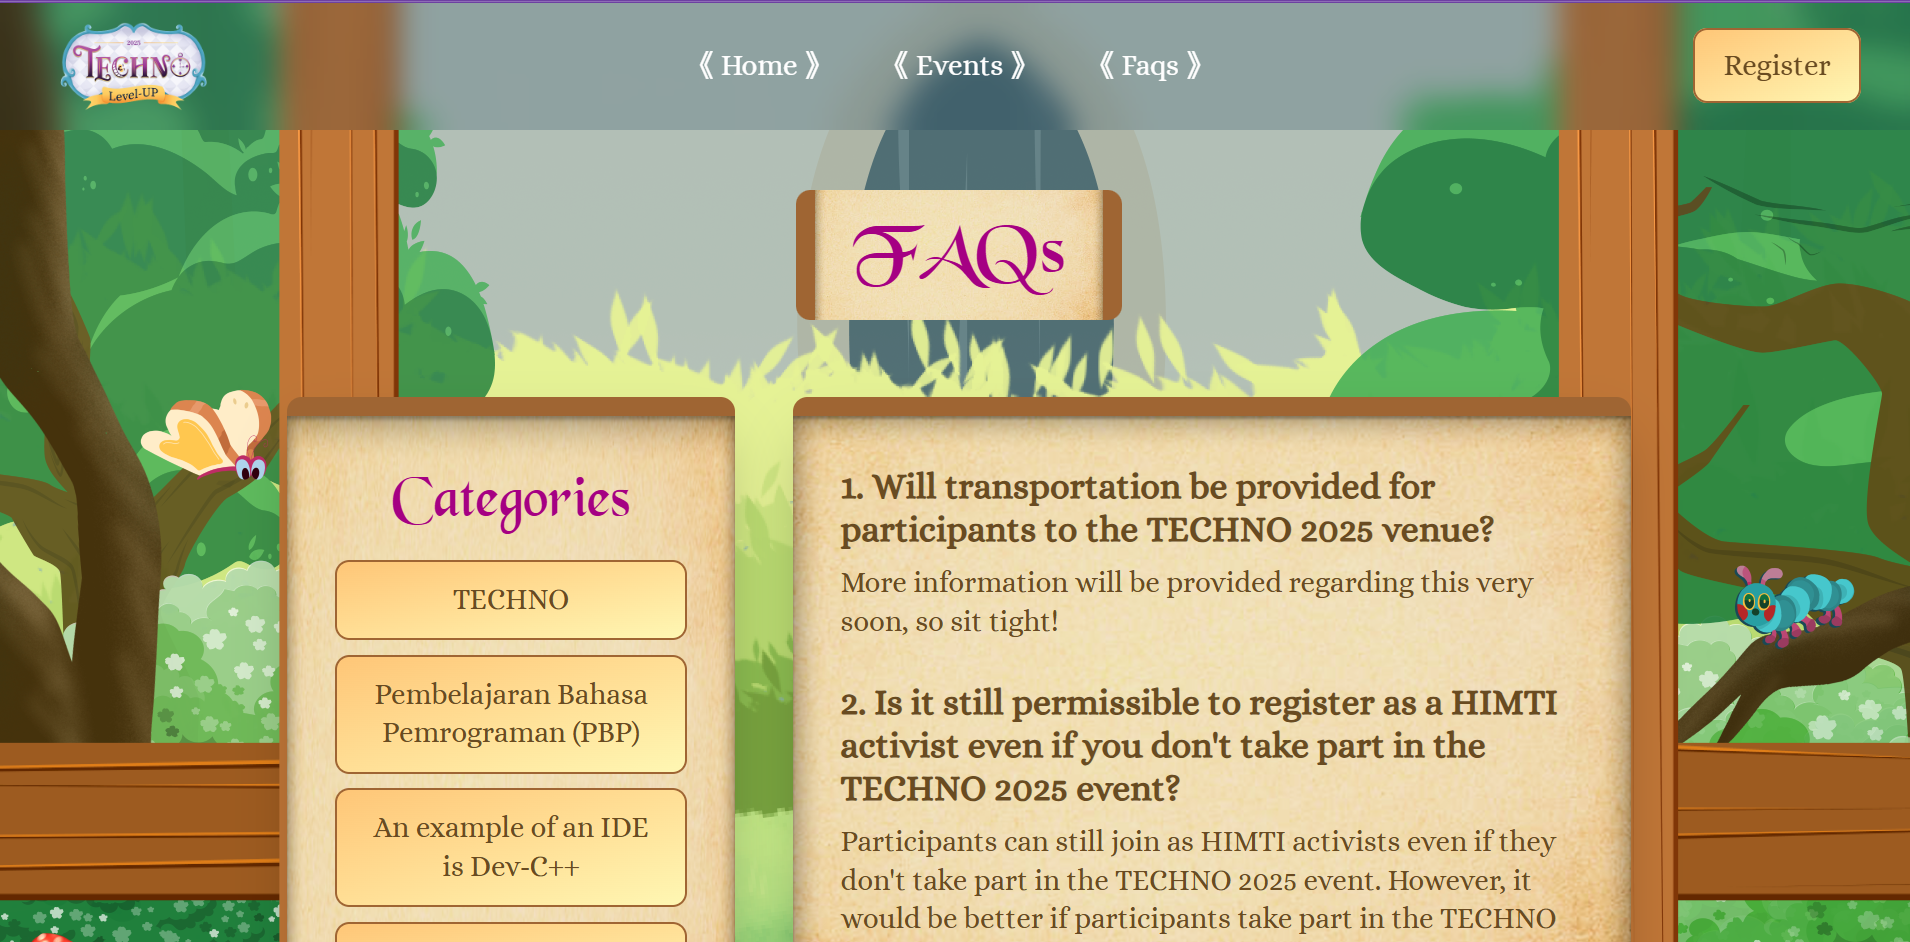 2025
TECHNO
Level-UP
《 Home 》
《 Events 》
《 Faqs 》
Register
FAQs
Categories
TECHNO
Pembelajaran Bahasa
Pemrograman (PBP)
An example of an IDE
is Dev-C++
1. Will transportation be provided for
participants to the TECHNO 2025 venue?
More information will be provided regarding this very
soon, so sit tight!
2. Is it still permissible to register as a HIMTI
activist even if you don't take part in the
TECHNO 2025 event?
Participants can still join as HIMTI activists even if they
don't take part in the TECHNO 2025 event. However, it
would be better if participants take part in the TECHNO